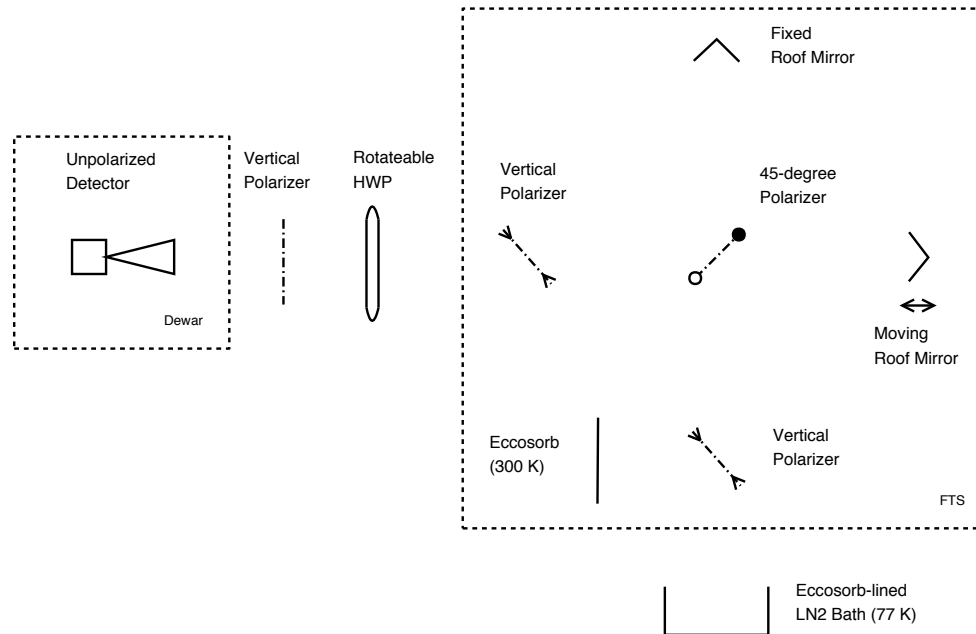 Fixed
Roof Mirror
Unpolarized
Detector
Vertical
Polarizer
Rotateable
HWP
Vertical
Polarizer
45-degree
Polarizer
Dewar
Moving
Roof Mirror
Eccosorb
(300 K)
Vertical
Polarizer
FTS
Eccosorb-lined
LN2 Bath (77 K)